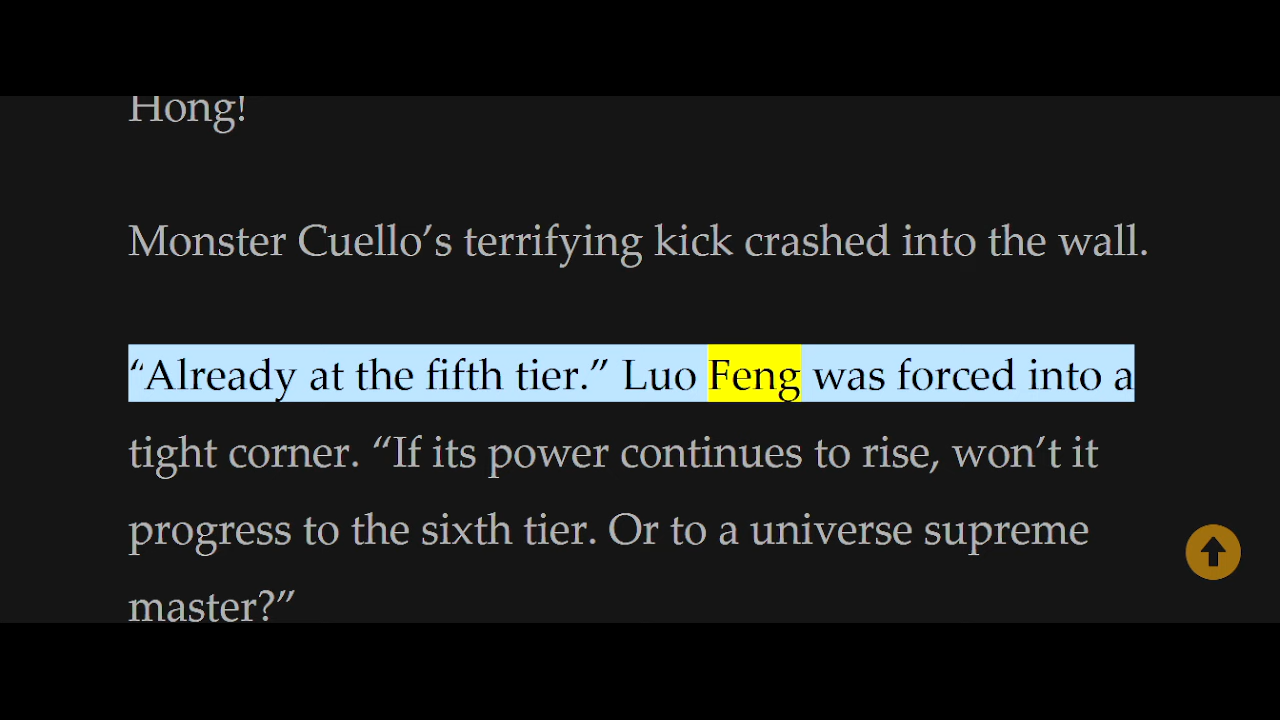 Hong!
Monster Cuello’s terrifying kick crashed into the wall.
“Already at the fifth tier.” Luo Feng was forced into a
tight corner. “If its power continues to rise, won’t it
progress to the sixth tier. Or to a universe supreme
master?”